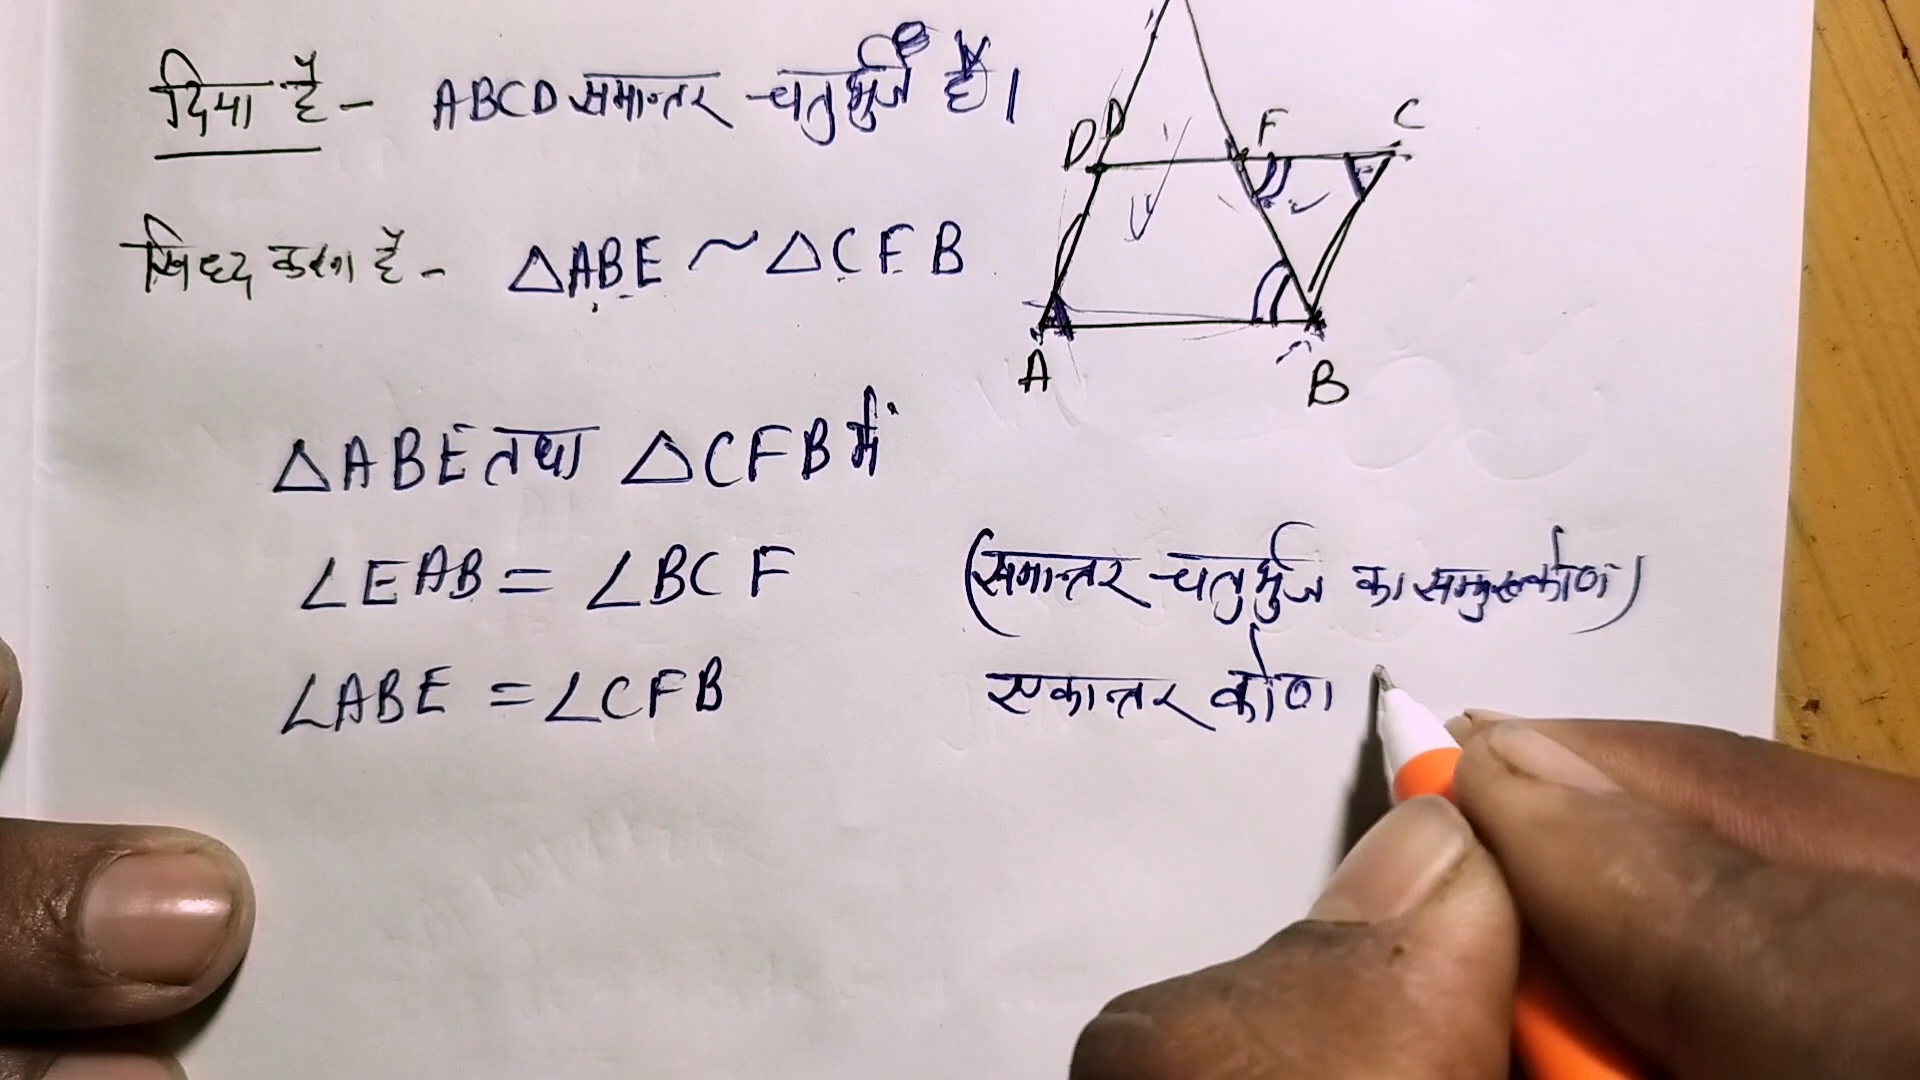 दिया है - ABCD समान्तर चतुर्भुज है।
D D F C
सिध्द करना है - △ABE ~ △CFB
A B
△ABE तथा △CFB में
∠EAB = ∠BCF (समान्तर चतुर्भुज का सम्मुख कोण)
∠ABE = ∠CFB एकान्तर कोण